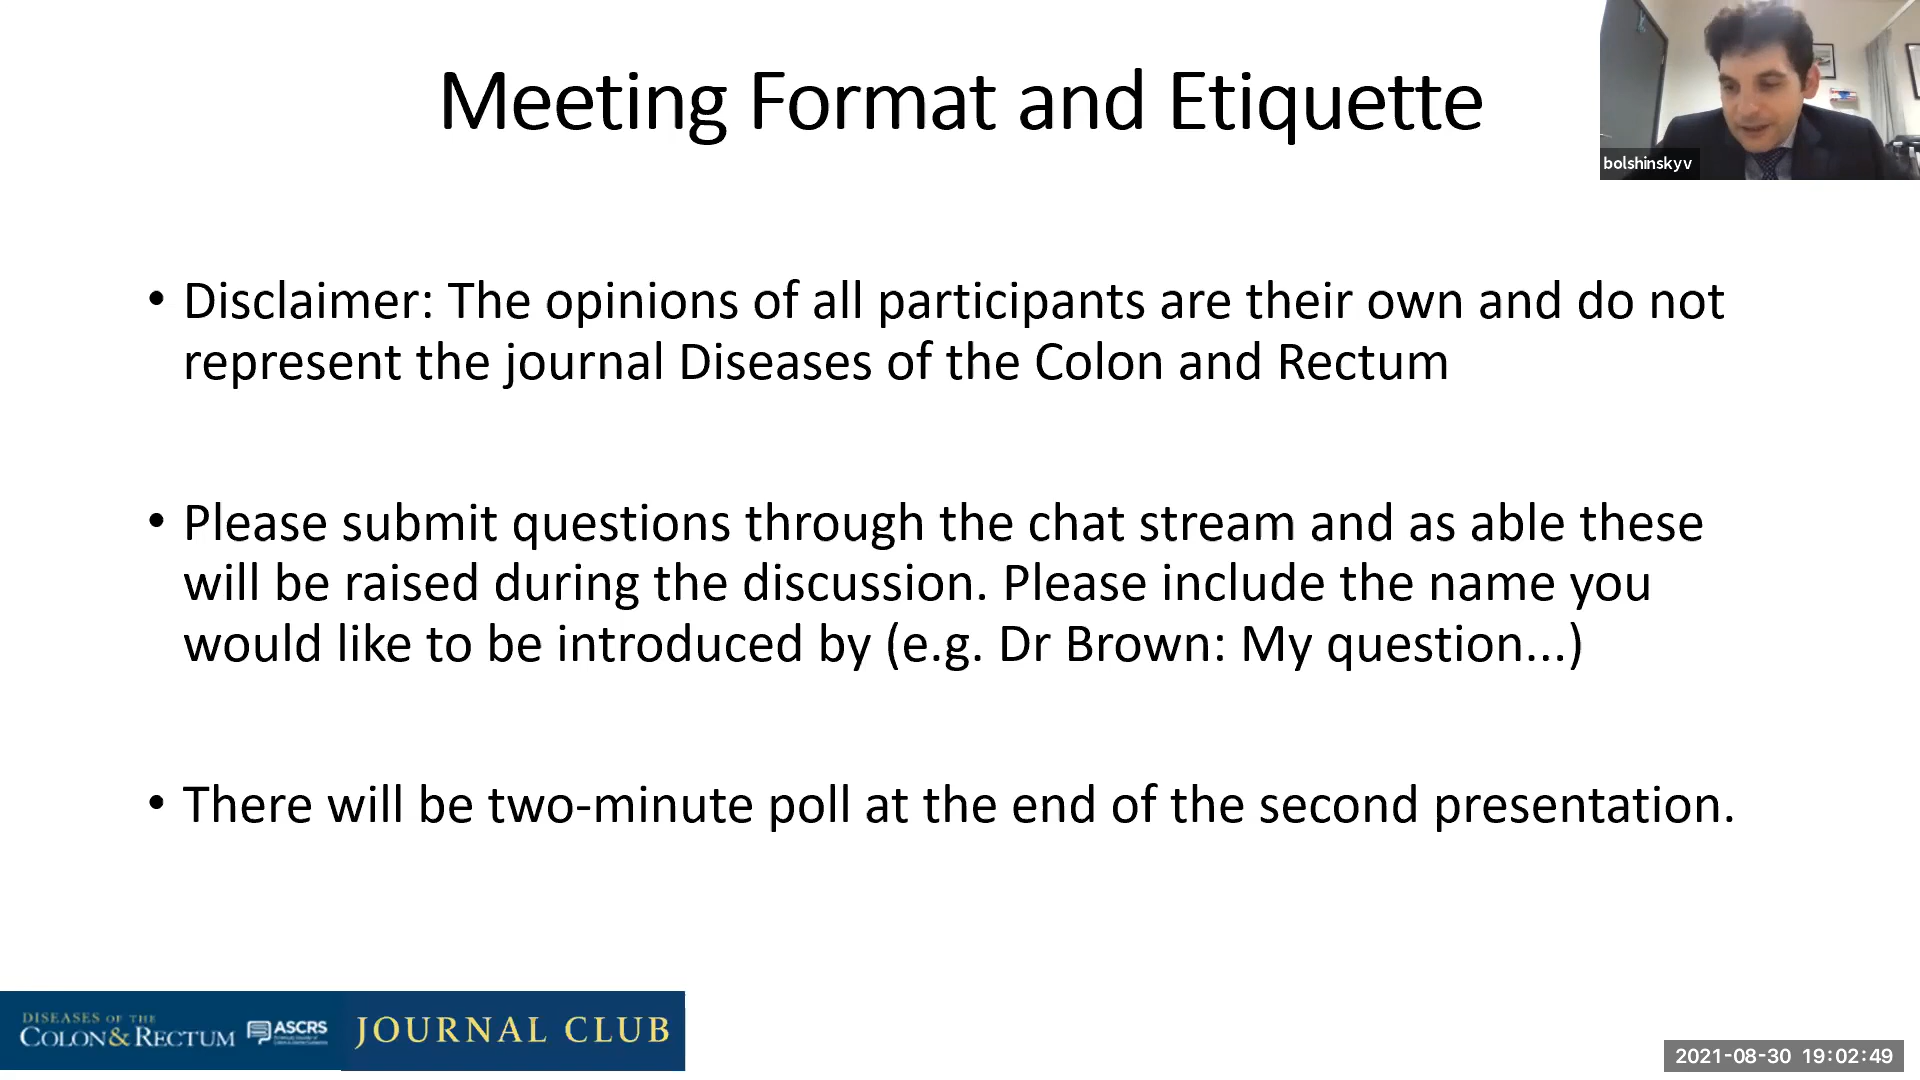 Meeting Format and Etiquette
bolshinskyv
• Disclaimer: The opinions of all participants are their own and do not
represent the journal Diseases of the Colon and Rectum
• Please submit questions through the chat stream and as able these
will be raised during the discussion. Please include the name you
would like to be introduced by (e.g. Dr Brown: My question...)
• There will be two-minute poll at the end of the second presentation.
DISEASES OF THE
COLON&RECTUM
ASCRS
JOURNAL CLUB
2021-08-30 19:02:49